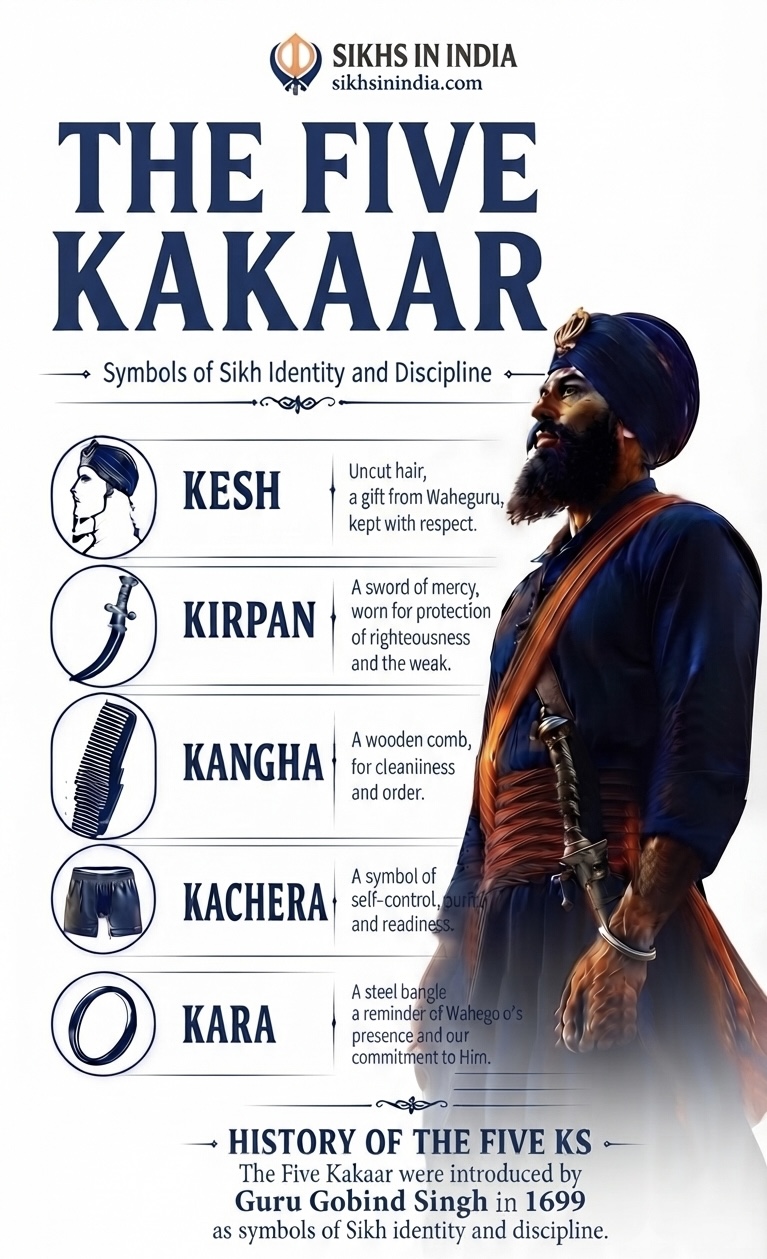 SIKHS IN INDIA
sikhsinindia.com
THE FIVE
KAKAAR
Symbols of Sikh Identity and Discipline
KESH
Uncut hair,
a gift from Waheguru,
kept with respect.
KIRPAN
A sword of mercy,
worn for protection
of righteousness
and the weak.
KANGHA
A wooden comb,
for cleaniiness
and order.
KACHERA
A symbol of
self-control,
and readiness.
KARA
A steel bangle
a reminder of Wahego o's
presence and our
commitment to Him.
HISTORY OF THE FIVE KS
The Five Kakaar were introduced by
Guru Gobind Singh in 1699
as symbols of Sikh identity and discipline.